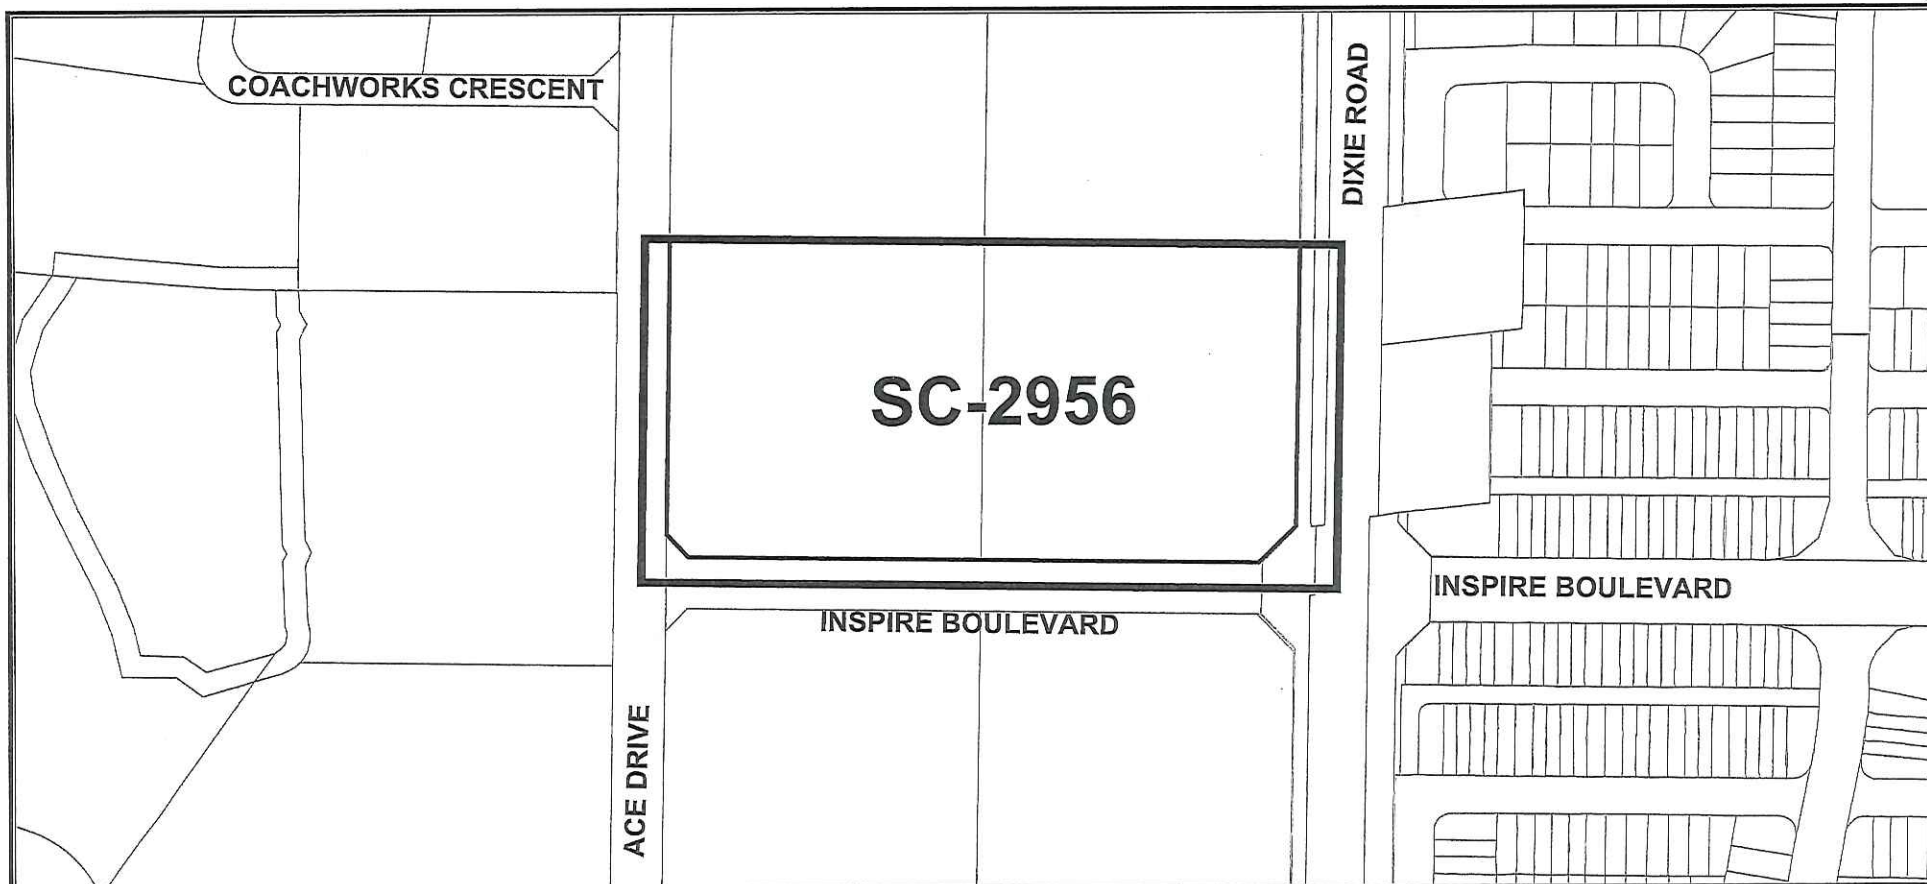 COACHWORKS CRESCENT
DIXIE ROAD
SC-2956
INSPIRE BOULEVARD
INSPIRE BOULEVARD
ACE DRIVE